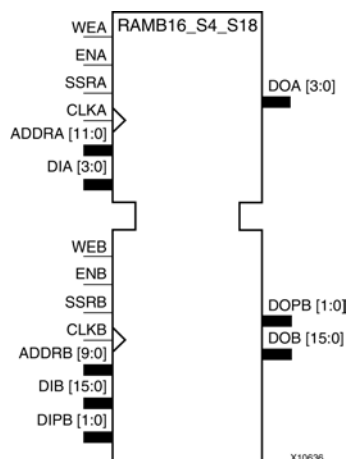 WEA
RAMB16_S4_S18
ENA
SSRA
DOA [3:0]
CLKA
ADDRA [11:0]
DIA [3:0]
WEB
ENB
SSRB
DOPB [1:0]
CLKB
DOB [15:0]
ADDRB [9:0]
DIB [15:0]
DIPB [1:0]
X10636